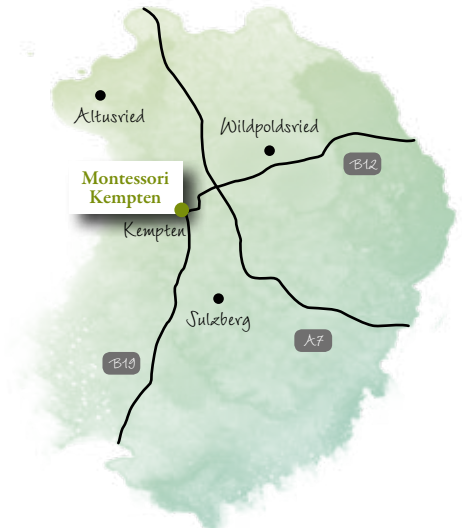 Altusried
Wildpoldsried
B12
Montessori
Kempten
Kempten
Sulzberg
A7
B19